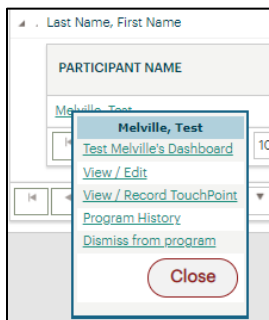 . Last Name, First Name
PARTICIPANT NAME
Melville, Test
Melville, Test
Test Melville's Dashboard
10
View / Edit
View / Record TouchPoint
Program History
Dismiss from program
Close